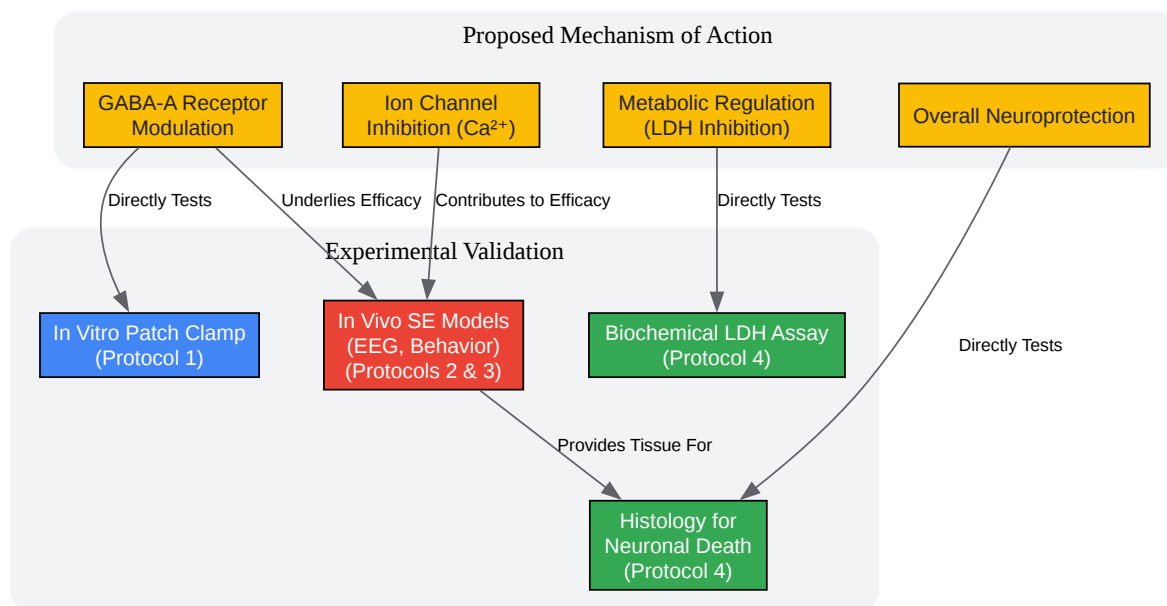 Proposed Mechanism of Action
GABA-A Receptor
Modulation
Ion Channel
Inhibition (Ca²⁺)
Metabolic Regulation
(LDH Inhibition)
Overall Neuroprotection
Directly Tests
Underlies Efficacy
Contributes to Efficacy
Directly Tests
Experimental Validation
In Vitro Patch Clamp
(Protocol 1)
In Vivo SE Models
(EEG, Behavior)
(Protocols 2 & 3)
Biochemical LDH Assay
(Protocol 4)
Directly Tests
Provides Tissue For
Histology for
Neuronal Death
(Protocol 4)